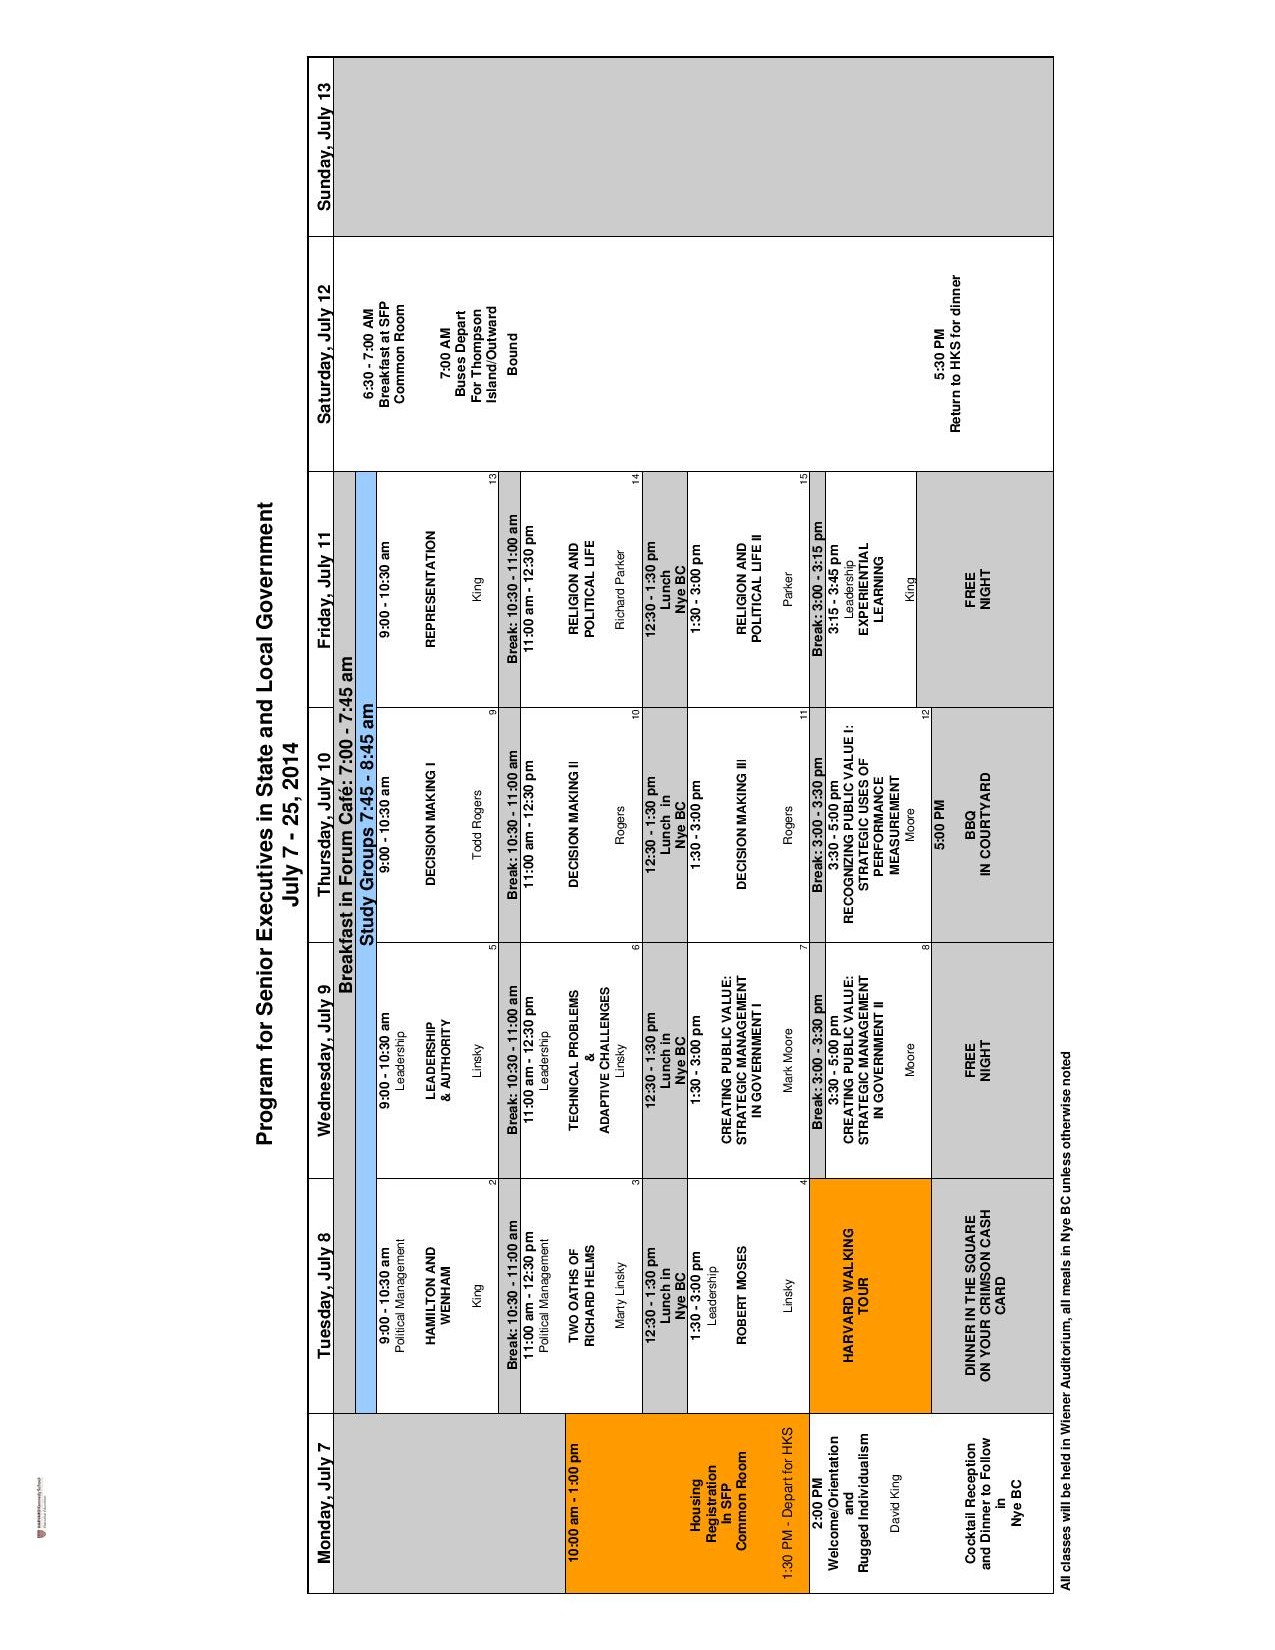 Program for Senior Executives in State and Local Government
July 7 - 25, 2014
Monday, July 7
Tuesday, July 8
Wednesday, July 9
Thursday, July 10
Friday, July 11
Saturday, July 12
Sunday, July 13
Breakfast in Forum Café: 7:00 - 7:45 am
Study Groups 7:45 - 8:45 am
10:00 am - 1:00 pm
Housing
Registration
In SFP
Common Room
1:30 PM - Depart for HKS
2:00 PM
Welcome/Orientation
and
Rugged Individualism
David King
Cocktail Reception
and Dinner to Follow
in
Nye BC
9:00 - 10:30 am
Political Management
HAMILTON AND
WENHAM
King
2
Break: 10:30 - 11:00 am
11:00 am - 12:30 pm
Political Management
TWO OATHS OF
RICHARD HELMS
Marty Linsky
3
12:30 - 1:30 pm
Lunch in
Nye BC
1:30 - 3:00 pm
Leadership
ROBERT MOSES
Linsky
4
HARVARD WALKING
TOUR
DINNER IN THE SQUARE
ON YOUR CRIMSON CASH
CARD
9:00 - 10:30 am
Leadership
LEADERSHIP
& AUTHORITY
Linsky
5
Break: 10:30 - 11:00 am
11:00 am - 12:30 pm
Leadership
TECHNICAL PROBLEMS
&
ADAPTIVE CHALLENGES
Linsky
6
12:30 - 1:30 pm
Lunch in
Nye BC
1:30 - 3:00 pm
CREATING PUBLIC VALUE:
STRATEGIC MANAGEMENT
IN GOVERNMENT I
Mark Moore
7
Break: 3:00 - 3:30 pm
3:30 - 5:00 pm
CREATING PUBLIC VALUE:
STRATEGIC MANAGEMENT
IN GOVERNMENT II
Moore
8
FREE
NIGHT
9:00 - 10:30 am
DECISION MAKING I
Todd Rogers
9
Break: 10:30 - 11:00 am
11:00 am - 12:30 pm
DECISION MAKING II
Rogers
10
12:30 - 1:30 pm
Lunch in
Nye BC
1:30 - 3:00 pm
DECISION MAKING III
Rogers
11
Break: 3:00 - 3:30 pm
3:30 - 5:00 pm
RECOGNIZING PUBLIC VALUE I:
STRATEGIC USES OF
PERFORMANCE
MEASUREMENT
Moore
12
5:00 PM
BBQ
IN COURTYARD
9:00 - 10:30 am
REPRESENTATION
King
13
Break: 10:30 - 11:00 am
11:00 am - 12:30 pm
RELIGION AND
POLITICAL LIFE
Richard Parker
14
12:30 - 1:30 pm
Lunch
Nye BC
1:30 - 3:00 pm
RELIGION AND
POLITICAL LIFE II
Parker
15
Break: 3:00 - 3:15 pm
3:15 - 3:45 pm
Leadership
EXPERIENTIAL
LEARNING
King
FREE
NIGHT
6:30 - 7:00 AM
Breakfast at SFP
Common Room
7:00 AM
Buses Depart
For Thompson
Island/Outward
Bound
5:30 PM
Return to HKS for dinner
All classes will be held in Wiener Auditorium, all meals in Nye BC unless otherwise noted